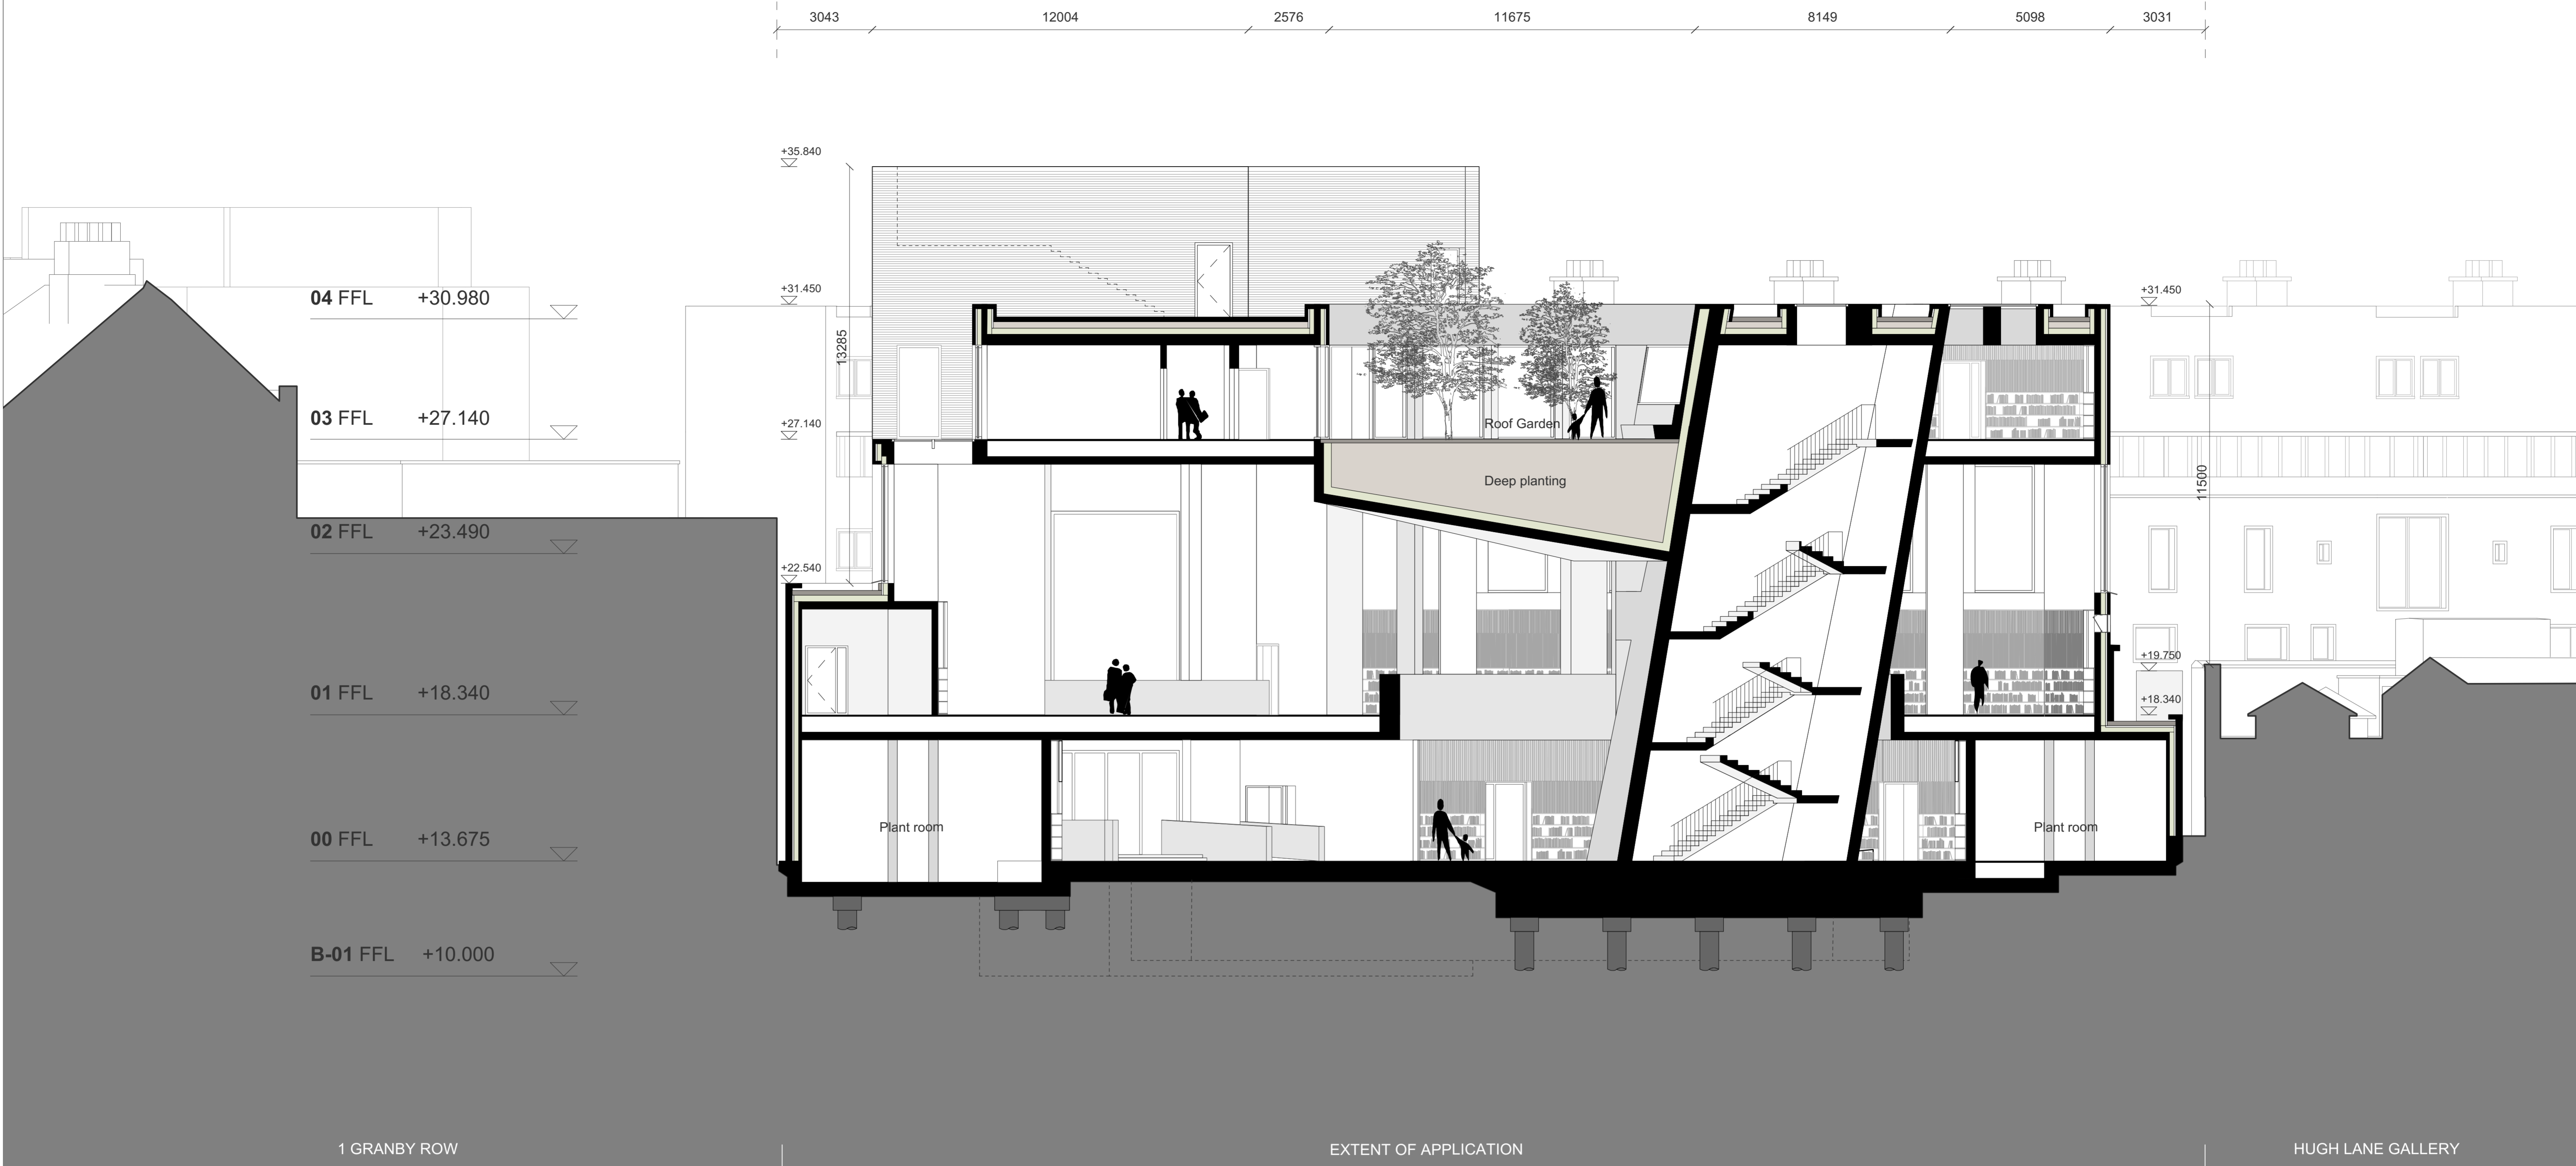 3043 12004 2576 11675 8149 5098 3031
+35.840
+31.450
+31.450
04 FFL +30.980
13285
03 FFL +27.140
+27.140
Roof Garden
Deep planting
11500
02 FFL +23.490
+22.540
+19.750
01 FFL +18.340
+18.340
00 FFL +13.675
Plant room
Plant room
B-01 FFL +10.000
1 GRANBY ROW
EXTENT OF APPLICATION
HUGH LANE GALLERY